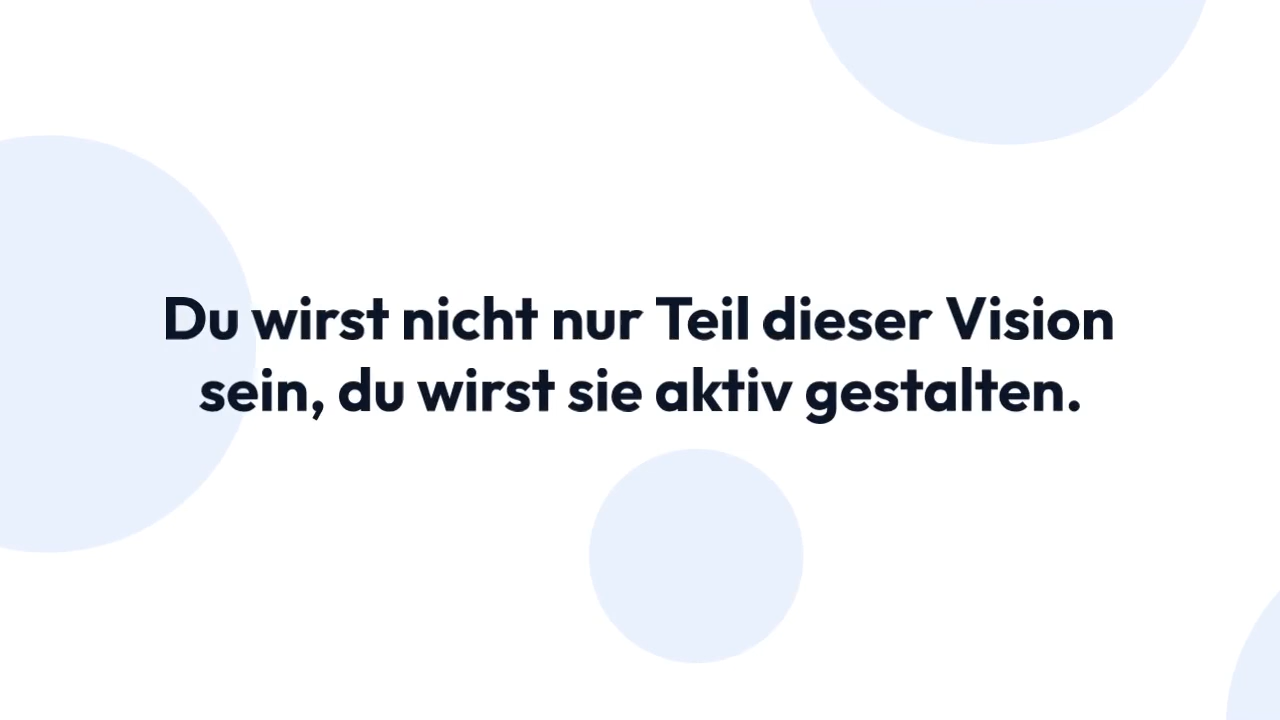 Du wirst nicht nur Teil dieser Vision
sein, du wirst sie aktiv gestalten.